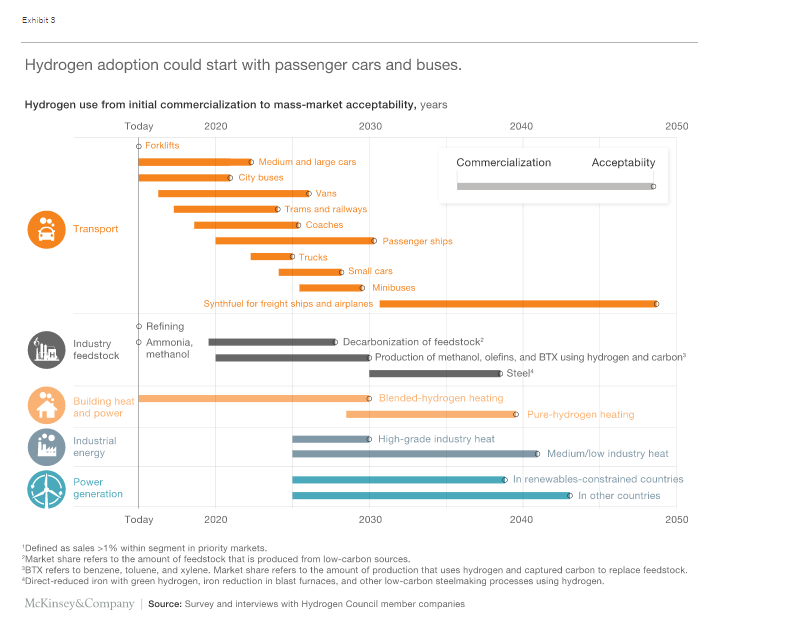 Exhibit 3
Hydrogen adoption could start with passenger cars and buses.
Hydrogen use from initial commercialization to mass-market acceptability, years
Today 2020 2030 2040 2050
Forklifts
Medium and large cars
City buses
Vans
Trams and railways
Coaches
Passenger ships
Trucks
Small cars
Minibuses
Synthfuel for freight ships and airplanes
Commercialization Acceptabiity
Transport
Refining
Ammonia,
methanol
Decarbonization of feedstock²
Production of methanol, olefins, and BTX using hydrogen and carbon³
Steel⁴
Industry
feedstock
Blended-hydrogen heating
Pure-hydrogen heating
Building heat
and power
High-grade industry heat
Medium/low industry heat
Industrial
energy
In renewables-constrained countries
In other countries
Power
generation
Today 2020 2030 2040 2050
¹Defined as sales >1% within segment in priority markets.
²Market share refers to the amount of feedstock that is produced from low-carbon sources.
³BTX refers to benzene, toluene, and xylene. Market share refers to the amount of production that uses hydrogen and captured carbon to replace feedstock.
⁴Direct-reduced iron with green hydrogen, iron reduction in blast furnaces, and other low-carbon steelmaking processes using hydrogen.
McKinsey&Company | Source: Survey and interviews with Hydrogen Council member companies